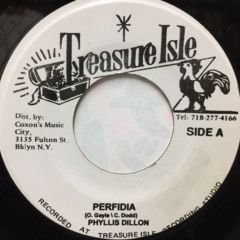 Treasure Isle
Dist. by:
Coxon's Music
City,
3135 Fulton St.
Bklyn N.Y.
Tel: 718-277-4166
SIDE A
PERFIDIA
(O. Gayle \ C. Dodd)
PHYLLIS DILLON
RECORDED AT TREASURE ISLE RECORDING STUDIO